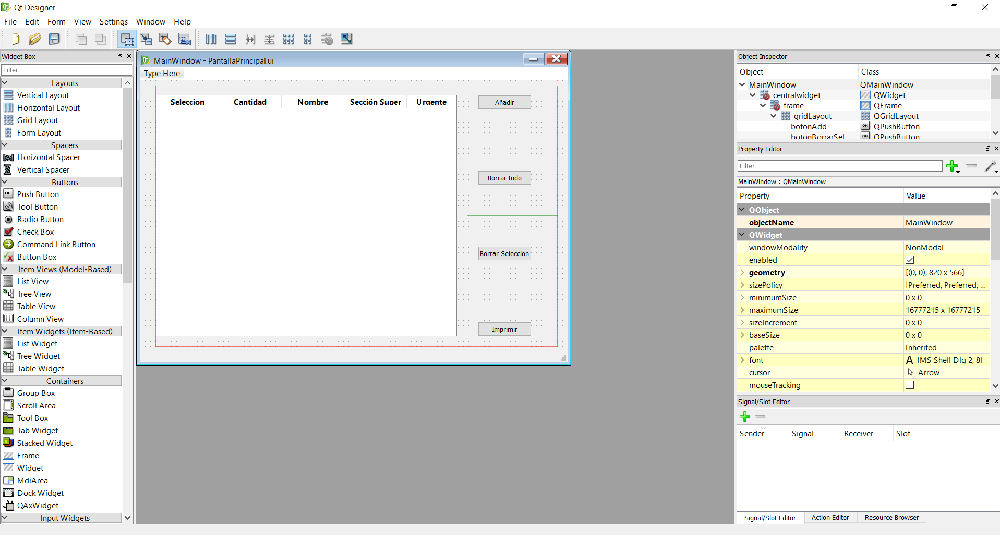 Qt Designer
File Edit Form View Settings Window Help
Widget Box
Filter
Layouts
Vertical Layout
Horizontal Layout
Grid Layout
Form Layout
Spacers
Horizontal Spacer
Vertical Spacer
Buttons
OK Push Button
Tool Button
Radio Button
Check Box
Command Link Button
Button Box
Item Views (Model-Based)
List View
Tree View
Table View
Column View
Item Widgets (Item-Based)
List Widget
Tree Widget
Table Widget
Containers
Group Box
Scroll Area
Tool Box
Tab Widget
Stacked Widget
Frame
Widget
MdiArea
Dock Widget
QAxWidget
Input Widgets
MainWindow - PantallaPrincipal.ui
Type Here
Seleccion Cantidad Nombre Sección Super Urgente
Añadir
Borrar todo
Borrar Seleccion
Imprimir
Object Inspector
Object Class
MainWindow QMainWindow
centralwidget QWidget
frame QFrame
gridLayout QGridLayout
botonAdd OK QPushButton
botonBorrarSel OK QPushButton
Property Editor
Filter
MainWindow : QMainWindow
Property Value
QObject
objectName MainWindow
QWidget
windowModality NonModal
enabled
geometry [(0, 0), 820 x 566]
sizePolicy [Preferred, Preferred, ...
minimumSize 0 x 0
maximumSize 16777215 x 16777215
sizeIncrement 0 x 0
baseSize 0 x 0
palette Inherited
font A [MS Shell Dlg 2, 8]
cursor Arrow
mouseTracking
Signal/Slot Editor
Sender Signal Receiver Slot
Signal/Slot Editor Action Editor Resource Browser